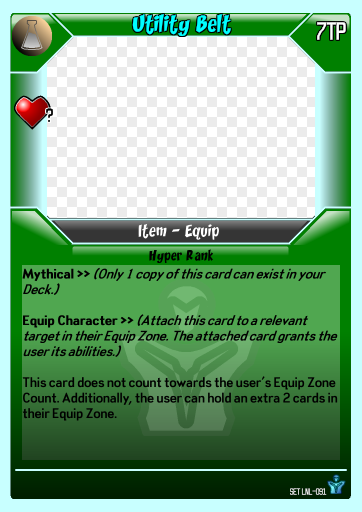 Utility Belt
7TP
?
Item - Equip
Hyper Rank
Mythical >> (Only 1 copy of this card can exist in your
Deck.)
Equip Character >> (Attach this card to a relevant
target in their Equip Zone. The attached card grants the
user its abilities.)
This card does not count towards the user's Equip Zone
Count. Additionally, the user can hold an extra 2 cards in
their Equip Zone.
SET LNL-091